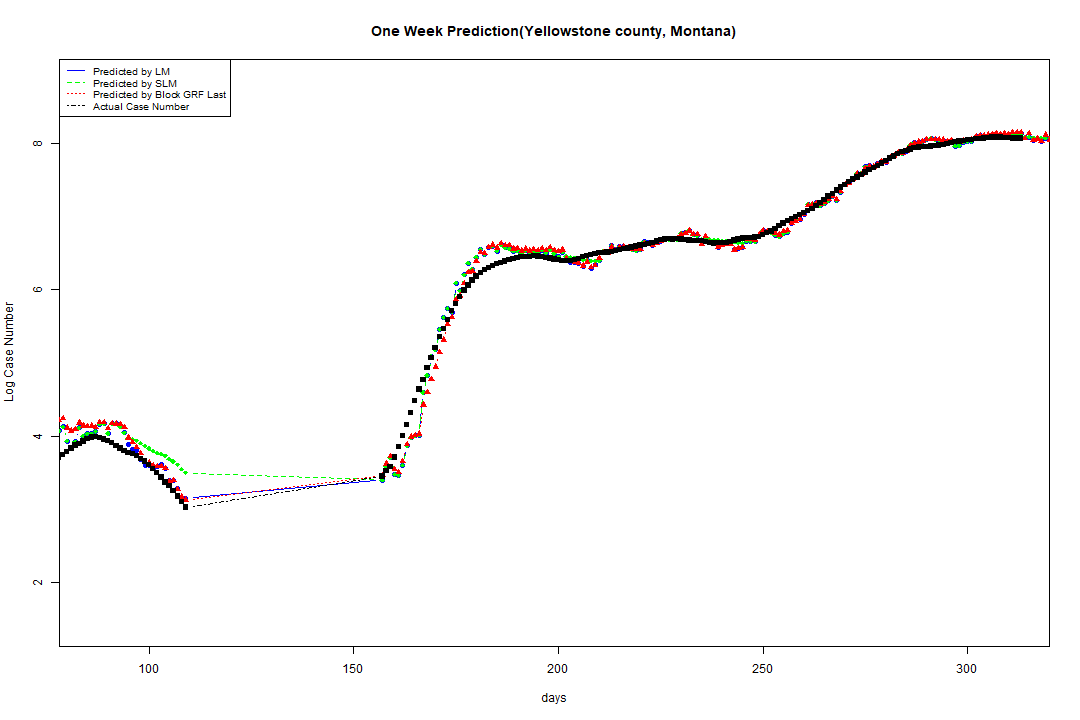 One Week Prediction(Yellowstone county, Montana)
Predicted by LM
Predicted by SLM
Predicted by Block GRF Last
Actual Case Number
8
6
4
2
Log Case Number
100
150
200
250
300
days